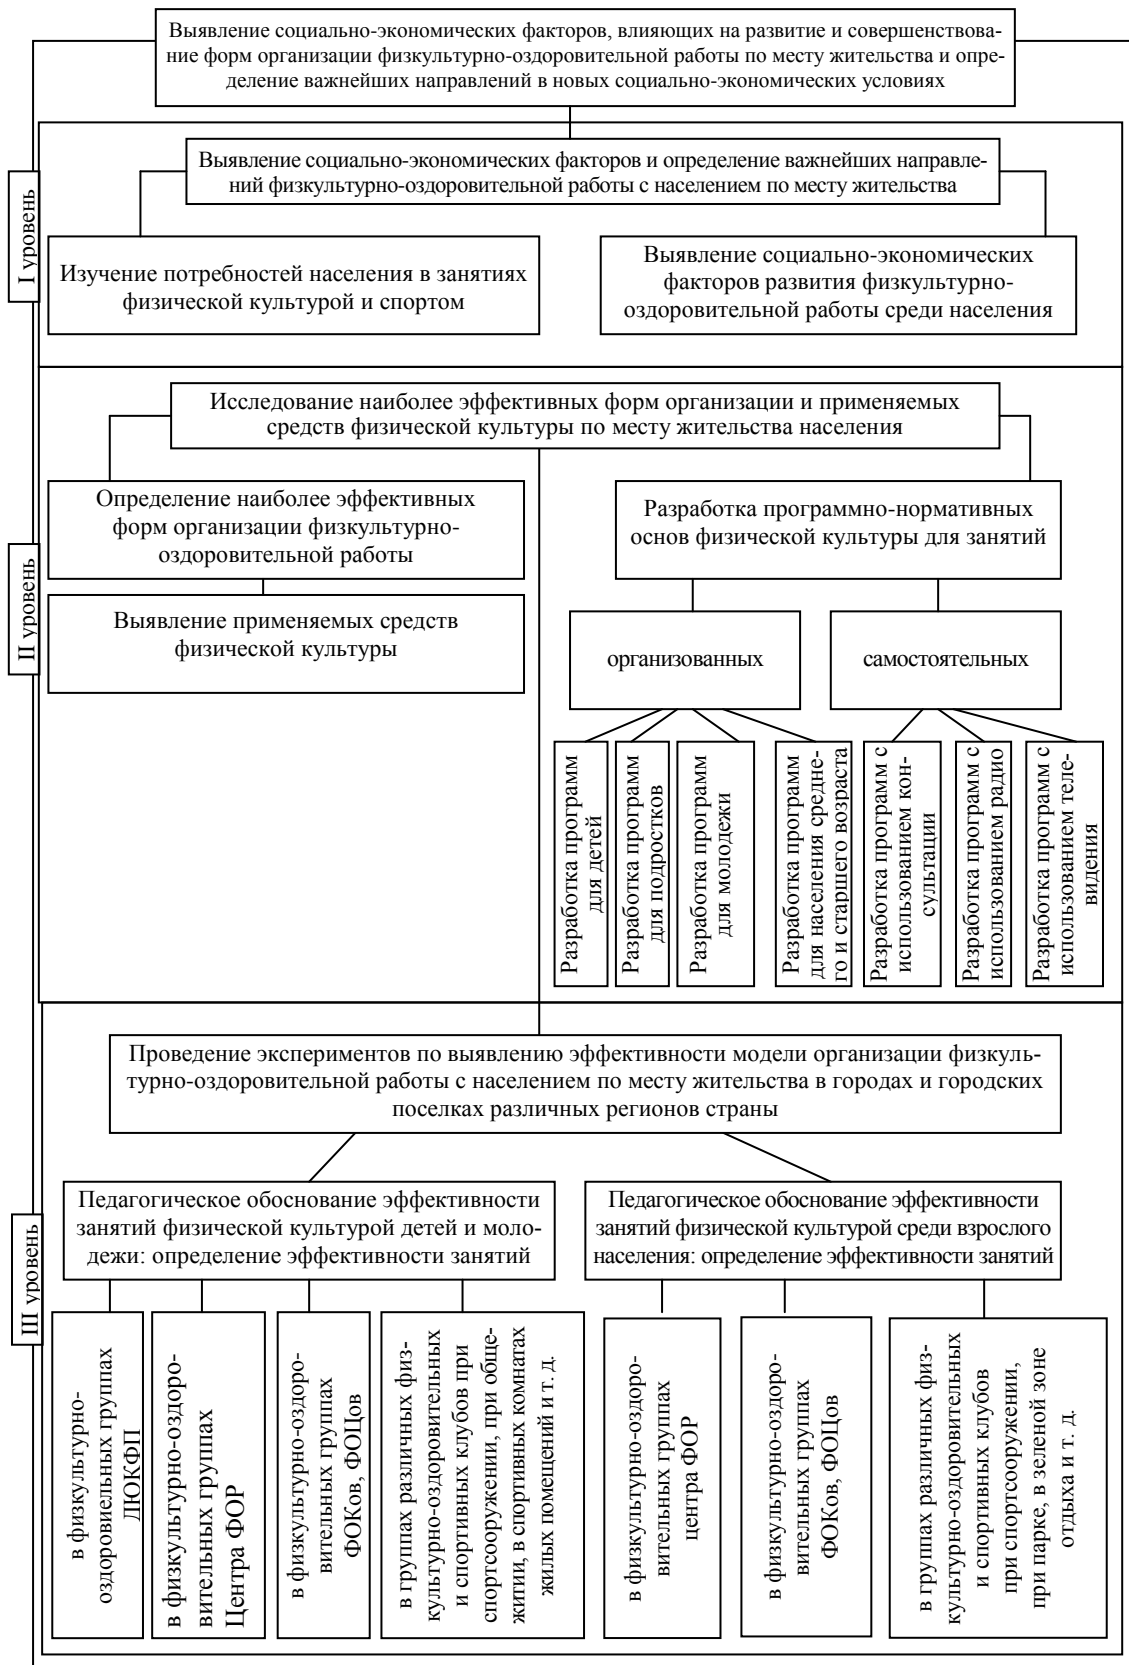 Выявление социально-экономических факторов, влияющих на развитие и совершенствова-
ние форм организации физкультурно-оздоровительной работы по месту жительства и опре-
деление важнейших направлений в новых социально-экономических условиях
I уровень
Выявление социально-экономических факторов и определение важнейших направле-
ний физкультурно-оздоровительной работы с населением по месту жительства
Изучение потребностей населения в занятиях
физической культурой и спортом
Выявление социально-экономических
факторов развития физкультурно-
оздоровительной работы среди населения
II уровень
Исследование наиболее эффективных форм организации и применяемых
средств физической культуры по месту жительства населения
Определение наиболее эффективных
форм организации физкультурно-
оздоровительной работы
Выявление применяемых средств
физической культуры
Разработка программно-нормативных
основ физической культуры для занятий
организованных
самостоятельных
Разработка программ
для детей
Разработка программ
для подростков
Разработка программ
для молодежи
Разработка программ
для населения средне-
го и старшего возраста
Разработка программ с
использованием кон-
сультации
Разработка программ с
использованием радио
Разработка программ с
использованием теле-
видения
III уровень
Проведение экспериментов по выявлению эффективности модели организации физкуль-
турно-оздоровительной работы с населением по месту жительства в городах и городских
поселках различных регионов страны
Педагогическое обоснование эффективности
занятий физической культурой детей и моло-
дежи: определение эффективности занятий
Педагогическое обоснование эффективности
занятий физической культурой среди взрослого
населения: определение эффективности занятий
в физкультурно-
оздоровиельных группах
ДЮКФП
в физкультурно-оздоро-
вительных группах
Центра ФОР
в физкультурно-оздоро-
вительных группах
ФОКов, ФОЦов
в группах различных физ-
культурно-оздоровительных
и спортивных клубов при
спортсооружении, при обще-
житии, в спортивных комнатах
жилых помещений и т. д.
в физкультурно-оздоро-
вительных группах
центра ФОР
в физкультурно-оздоро-
вительных группах
ФОКов, ФОЦов
в группах различных физ-
культурно-оздоровительных
и спортивных клубов
при спортсооружении,
при парке, в зеленой зоне
отдыха и т. д.